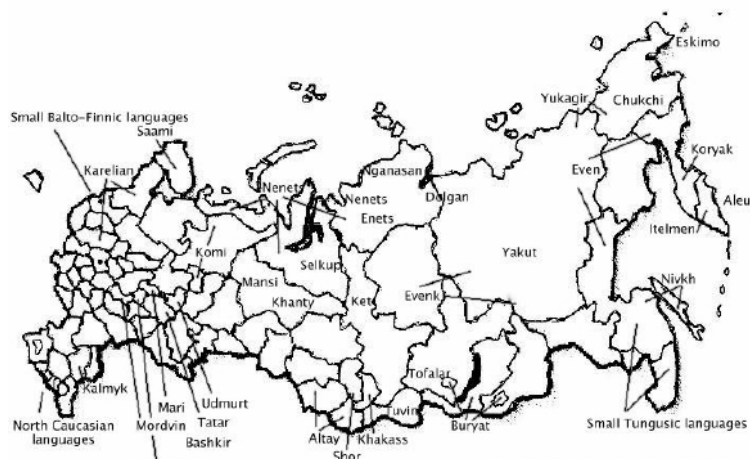 Eskimo
Yukagir
Chukchi
Small Balto-Finnic languages
Saami
Koryak
Karelian
Nganasan
Even
Nenets
Nenets
Dolgan
Aleu
Enets
Itelmen
Komi
Yakut
Selkup
Mansi
Nivkh
Khanty
Ket
Evenk
Tofalar
Kalmyk
Mari
Udmurt
Tuvin
North Caucasian
languages
Mordvin
Tatar
Altay
Khakass
Buryat
Small Tungusic languages
Bashkir
Shor